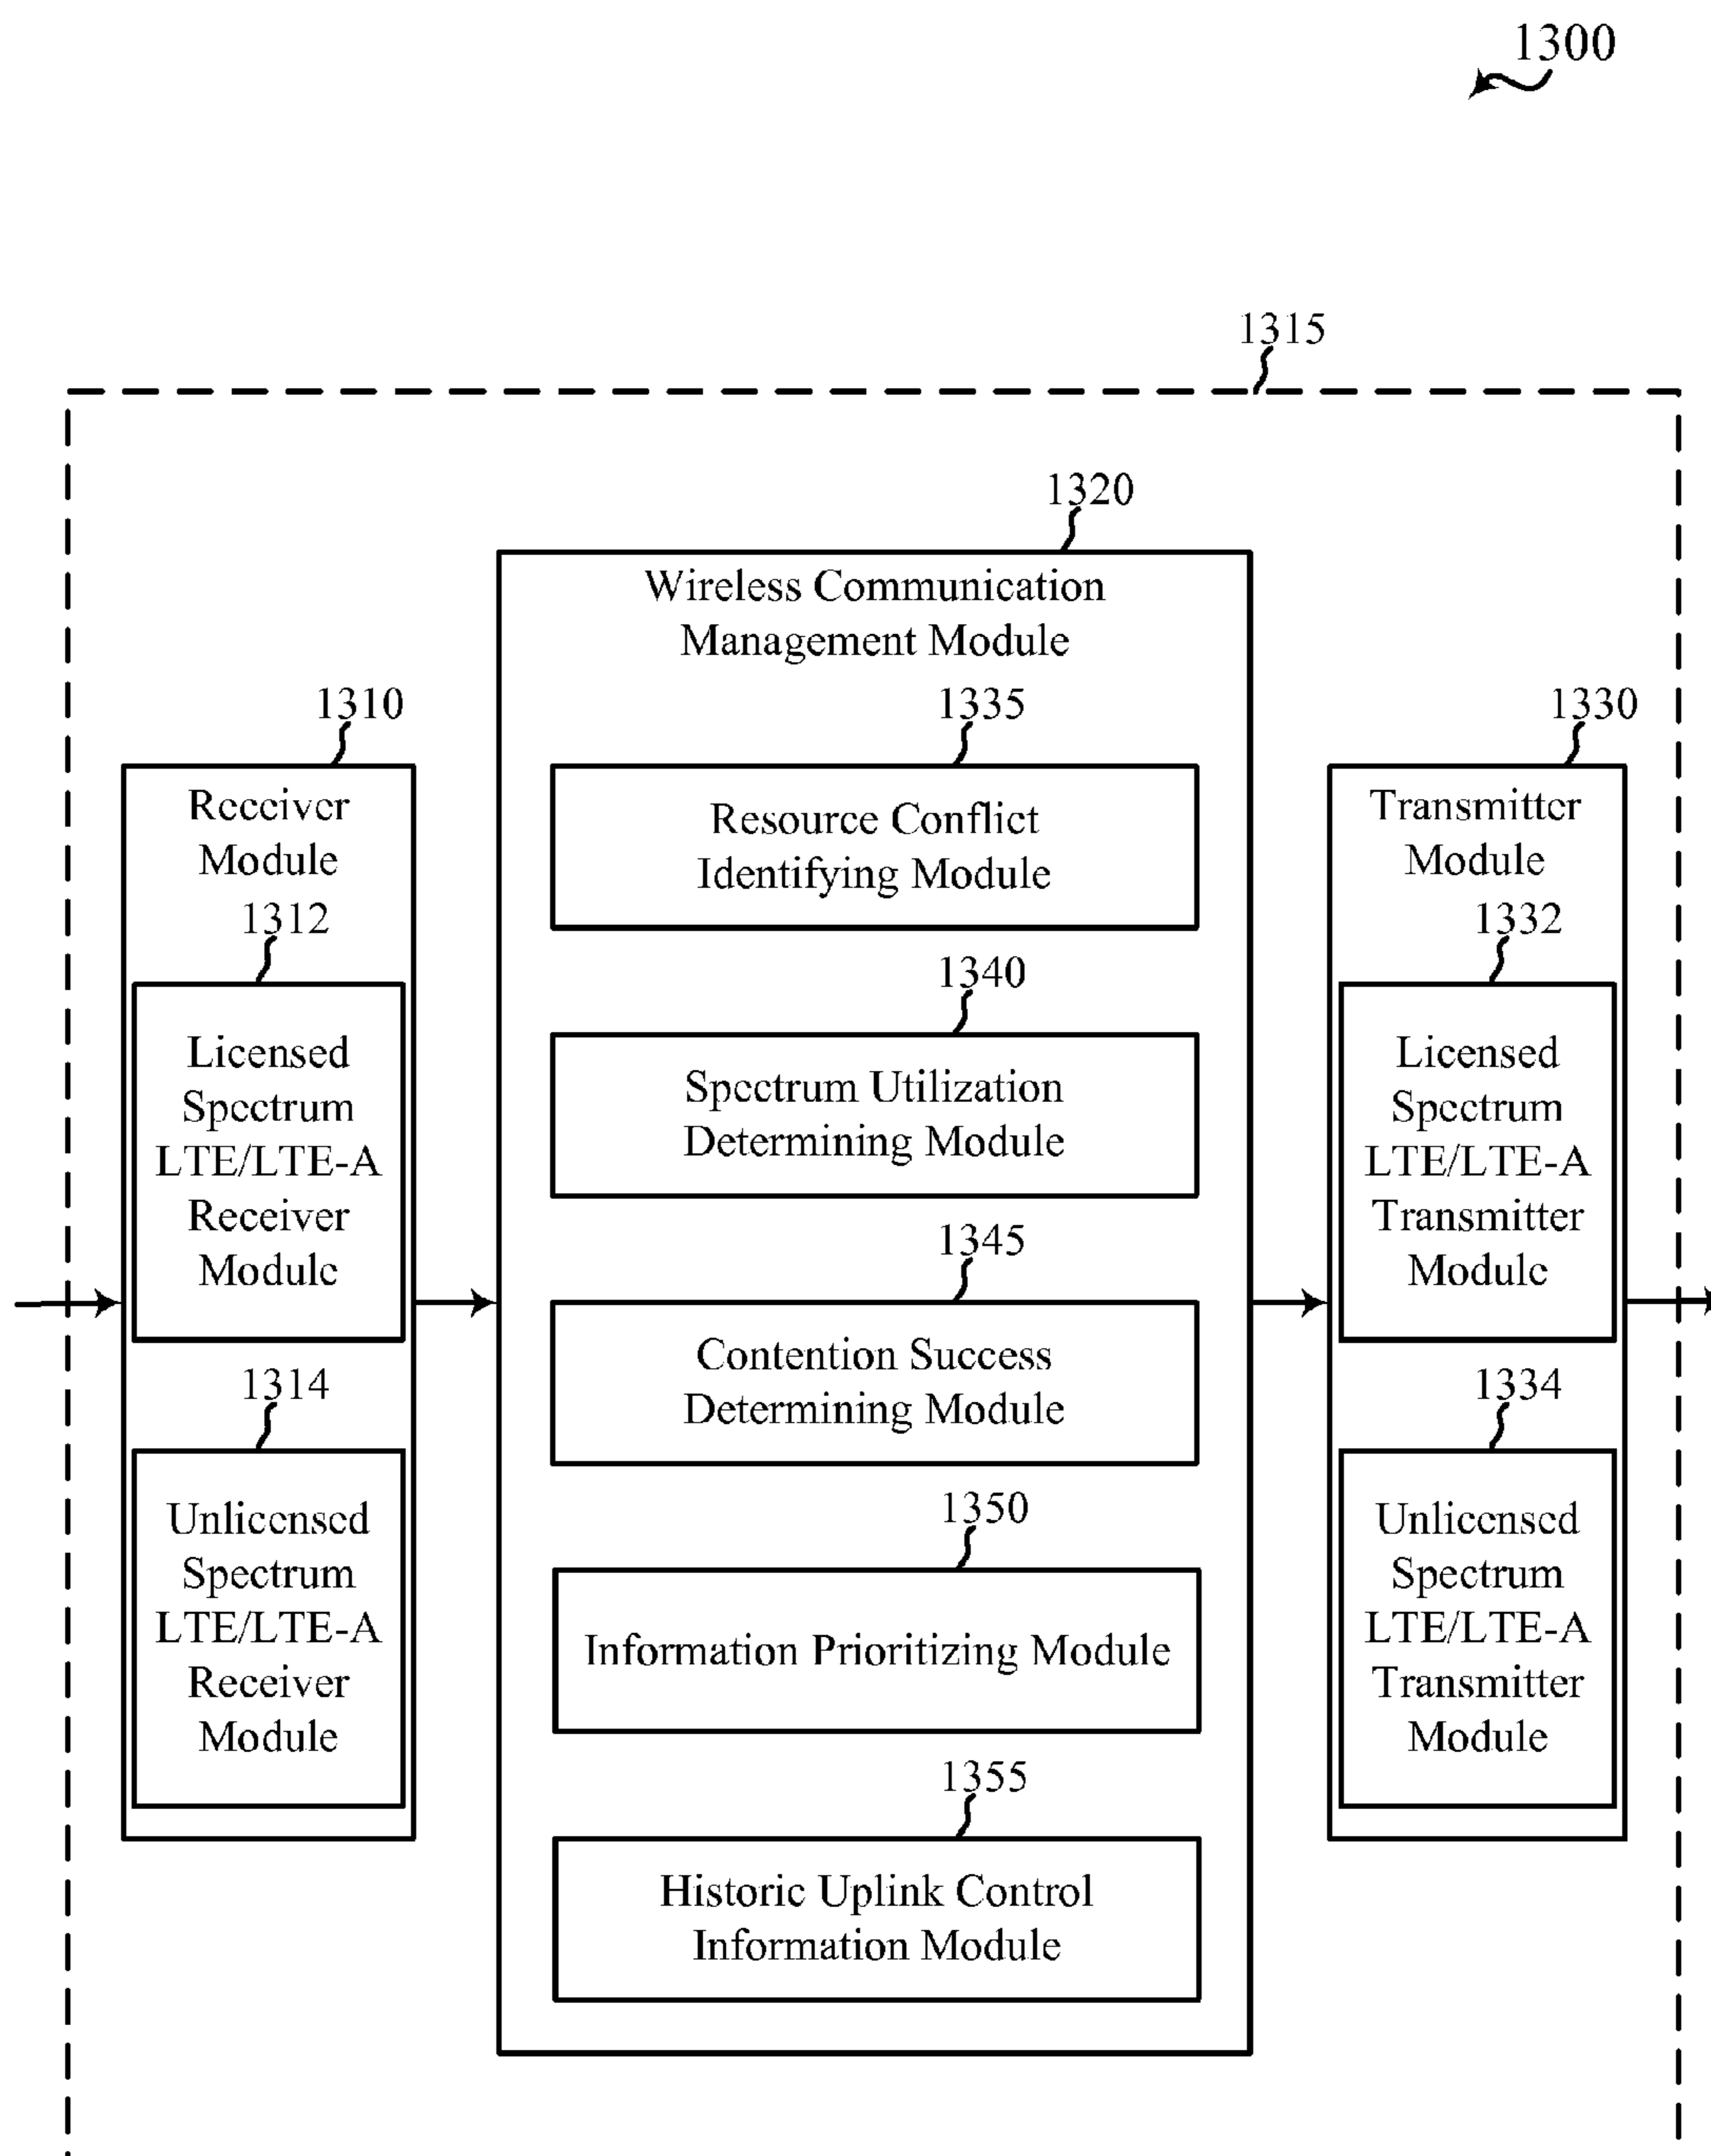 1300
1315
1320
Wireless Communication
Management Module
1310
Receiver
Module
1312
Licensed
Spectrum
LTE/LTE-A
Receiver
Module
1314
Unlicensed
Spectrum
LTE/LTE-A
Receiver
Module
1335
Resource Conflict
Identifying Module
1340
Spectrum Utilization
Determining Module
1345
Contention Success
Determining Module
1350
Information Prioritizing Module
1355
Historic Uplink Control
Information Module
1330
Transmitter
Module
1332
Licensed
Spectrum
LTE/LTE-A
Transmitter
Module
1334
Unlicensed
Spectrum
LTE/LTE-A
Transmitter
Module